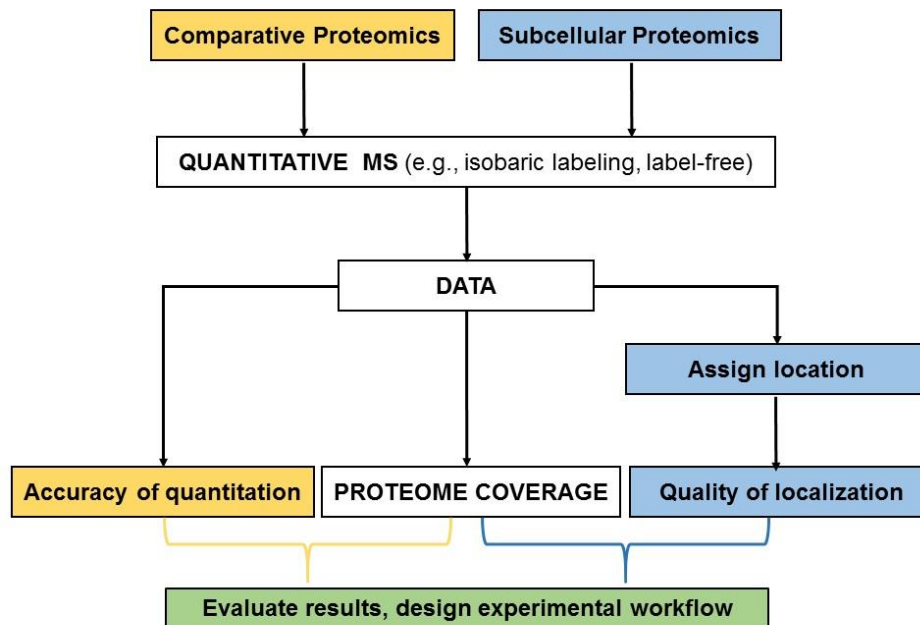 Comparative Proteomics
Subcellular Proteomics
QUANTITATIVE MS (e.g., isobaric labeling, label-free)
DATA
Assign location
Accuracy of quantitation
PROTEOME COVERAGE
Quality of localization
Evaluate results, design experimental workflow